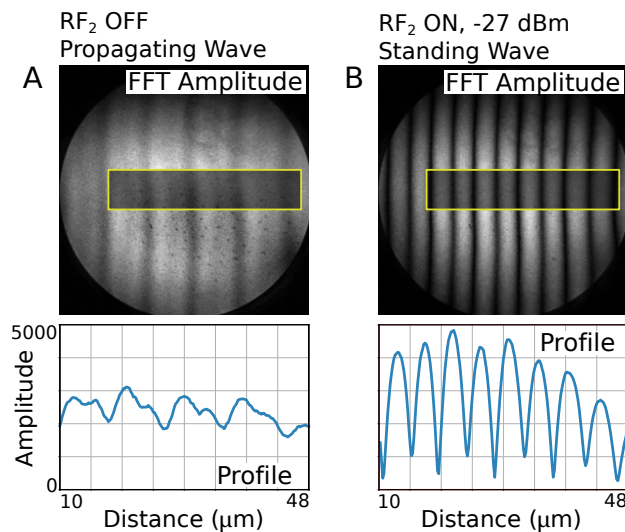 RF₂ OFF
Propagating Wave
A
FFT Amplitude
RF₂ ON, -27 dBm
Standing Wave
B
FFT Amplitude
5000
Amplitude
0
Profile
10
48
Distance (μm)
Profile
10
48
Distance (μm)